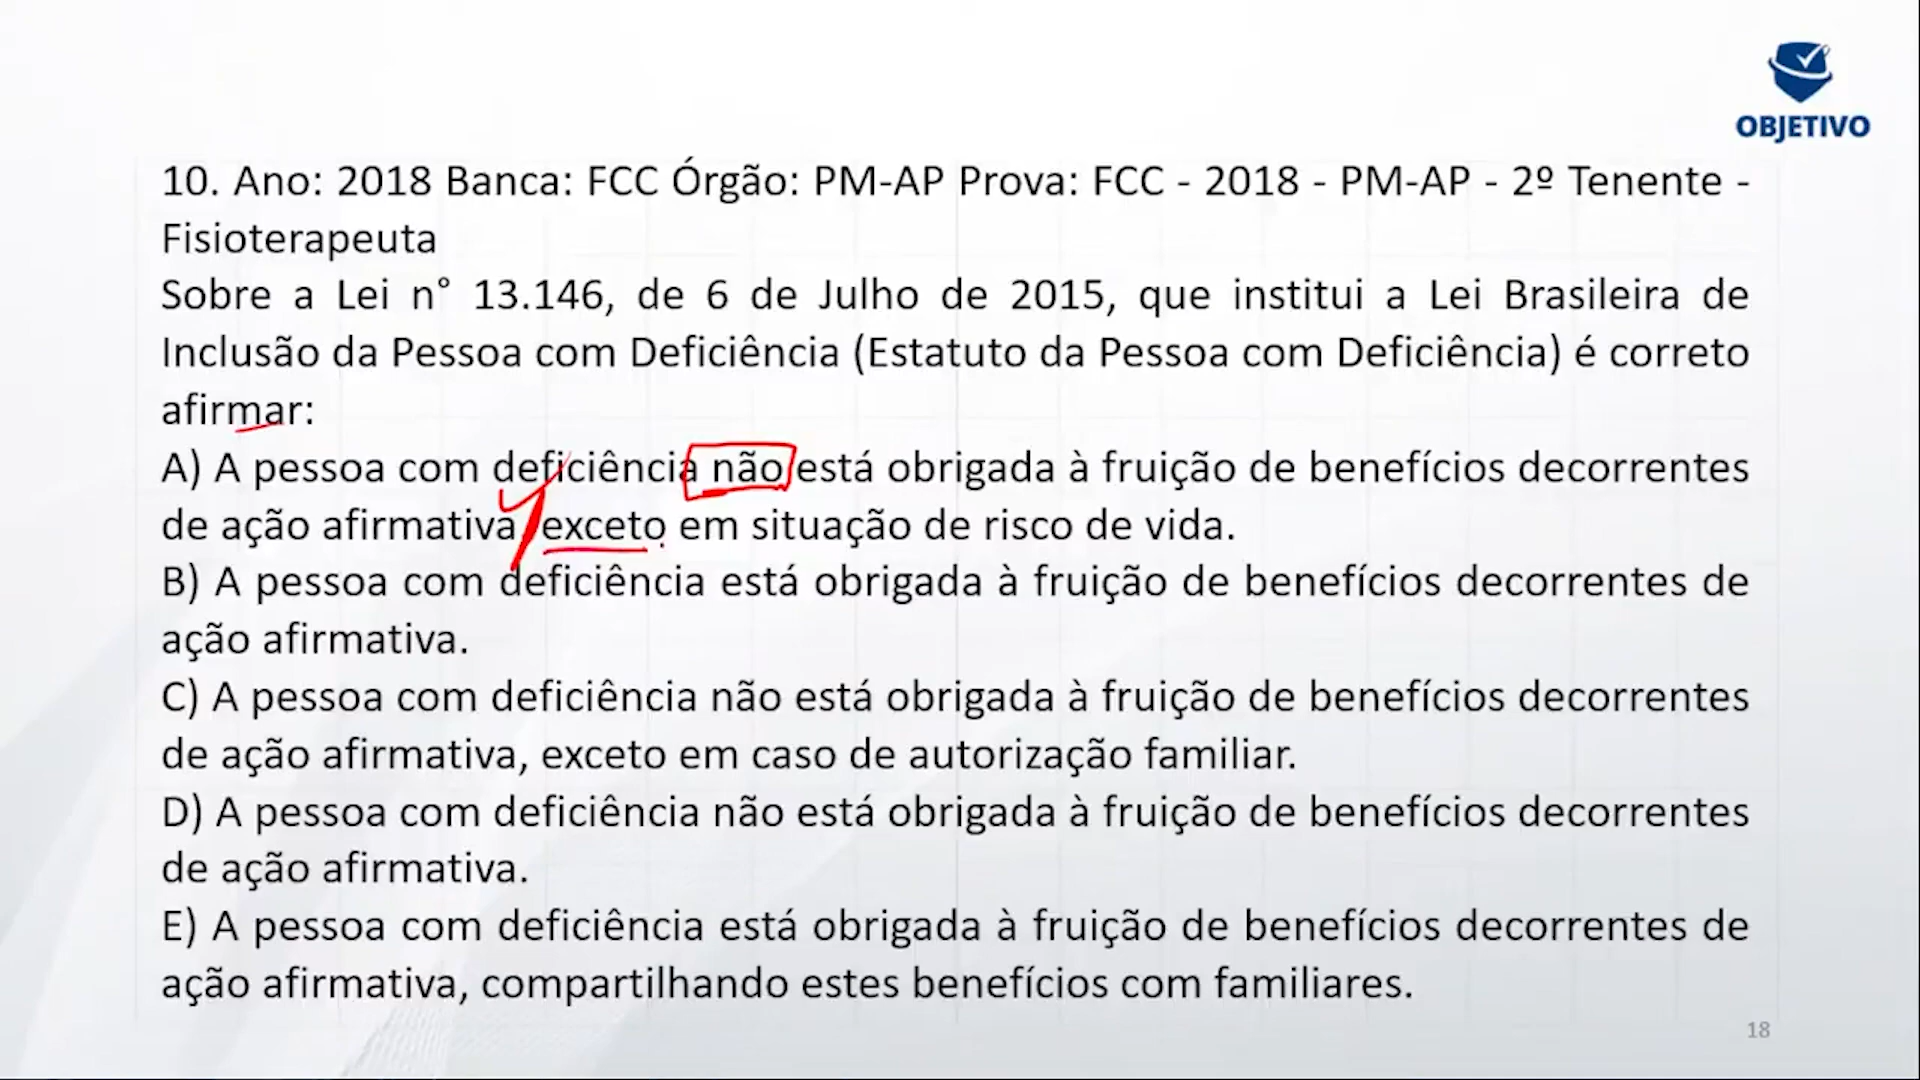 OBJETIVO
10. Ano: 2018 Banca: FCC Órgão: PM-AP Prova: FCC - 2018 - PM-AP - 2º Tenente -
Fisioterapeuta
Sobre a Lei n° 13.146, de 6 de Julho de 2015, que institui a Lei Brasileira de
Inclusão da Pessoa com Deficiência (Estatuto da Pessoa com Deficiência) é correto
afirmar:
A) A pessoa com deficiência não está obrigada à fruição de benefícios decorrentes
de ação afirmativa, exceto em situação de risco de vida.
B) A pessoa com deficiência está obrigada à fruição de benefícios decorrentes de
ação afirmativa.
C) A pessoa com deficiência não está obrigada à fruição de benefícios decorrentes
de ação afirmativa, exceto em caso de autorização familiar.
D) A pessoa com deficiência não está obrigada à fruição de benefícios decorrentes
de ação afirmativa.
E) A pessoa com deficiência está obrigada à fruição de benefícios decorrentes de
ação afirmativa, compartilhando estes benefícios com familiares.
18